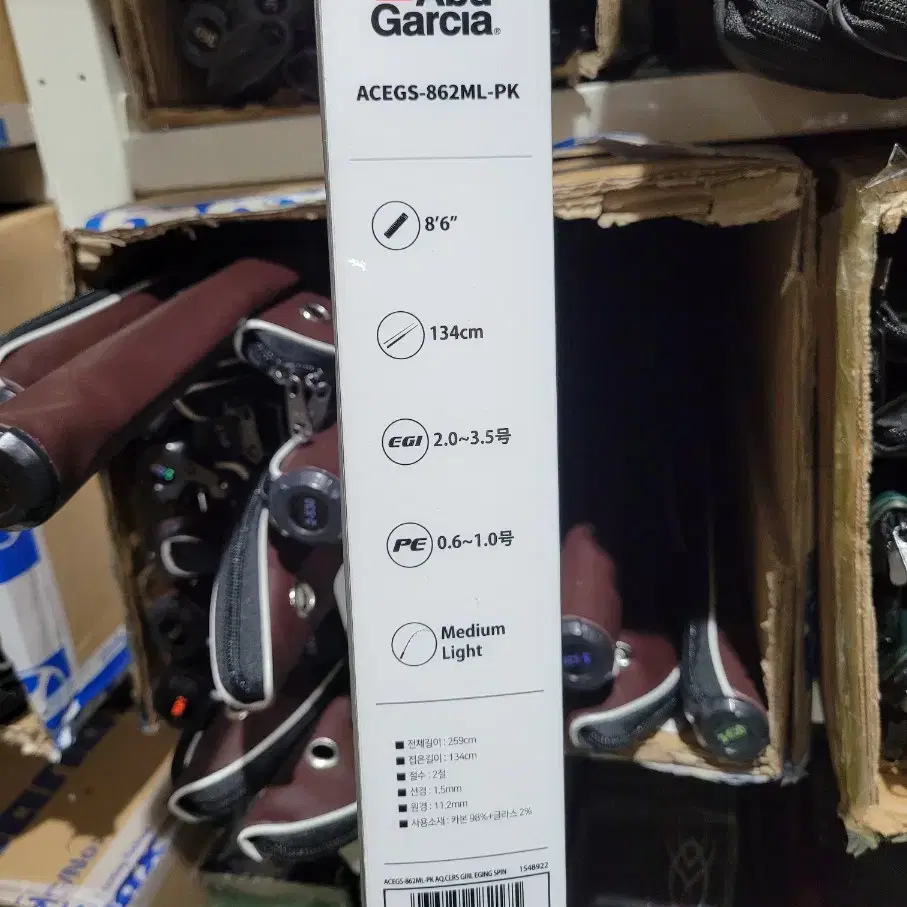 Abu
Garcia®
ACEGS-862ML-PK
8'6"
134cm
EGI 2.0~3.5号
PE 0.6~1.0号
Medium
Light
■ 전체길이 : 259cm
■ 접은길이 : 134cm
■ 절수 : 2절
■ 선경 : 1.5mm
■ 원경 : 11.2mm
■ 사용소재 : 카본 98%+글라스 2%
ACEGS-862ML-PK AQ.CLRS GIRL EGING SPIN 1548922